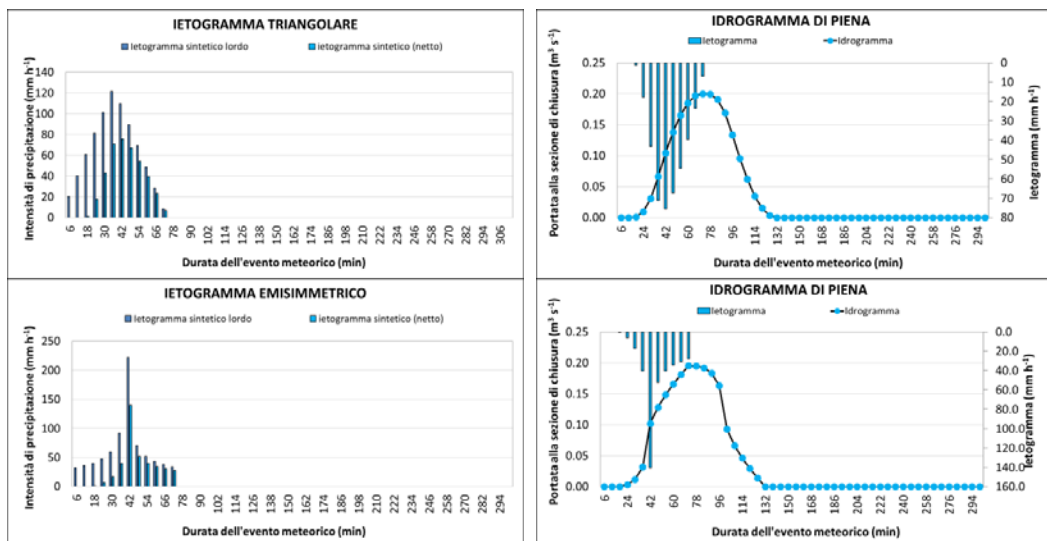 IETOGRAMMA TRIANGOLARE
Ietogramma sintetico lordo
ietogramma sintetico (netto)
Intensità di precipitazione (mm h⁻¹)
140
120
100
80
60
40
20
0
6 18 30 42 54 66 78 90 102 114 126 138 150 162 174 186 198 210 222 234 246 258 270 282 294 306
Durata dell'evento meteorico (min)
IDROGRAMMA DI PIENA
Ietogramma
Idrogramma
Portata alla sezione di chiusura (m³ s⁻¹)
0.25
0.20
0.15
0.10
0.05
0.00
0
10
20
30
40
50
60
70
80
Ietogramma (mm h⁻¹)
6 24 42 60 78 96 114 132 150 168 186 204 222 240 258 276 294
Durata dell'evento meteorico (min)
IETOGRAMMA EMISIMMETRICO
Ietogramma sintetico lordo
ietogramma sintetico (netto)
Intensità di precipitazione (mm h⁻¹)
250
200
150
100
50
0
6 18 30 42 54 66 78 90 102 114 126 138 150 162 174 186 198 210 222 234 246 258 270 282 294
Durata dell'evento meteorico (min)
IDROGRAMMA DI PIENA
Ietogramma
Idrogramma
Portata alla sezione di chiusura (m³ s⁻¹)
0.25
0.20
0.15
0.10
0.05
0.00
0.0
20.0
40.0
60.0
80.0
100.0
120.0
140.0
160.0
Ietogramma (mm h⁻¹)
6 24 42 60 78 96 114 132 150 168 186 204 222 240 258 276 294
Durata dell'evento meteorico (min)